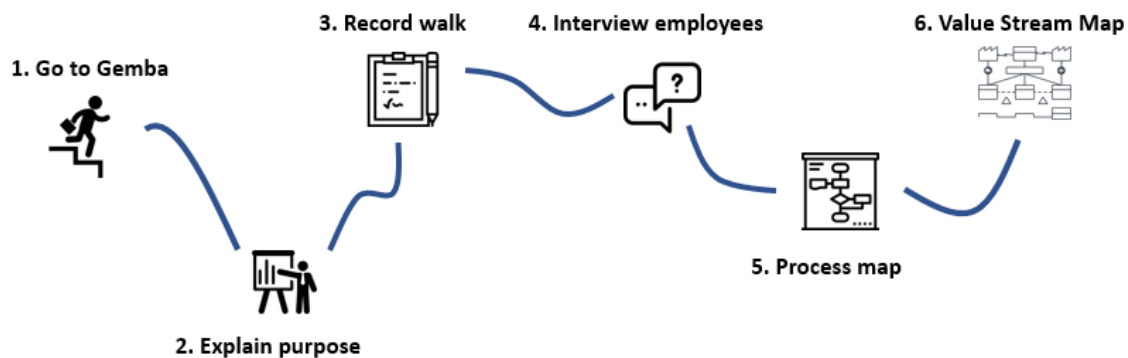 1. Go to Gemba
2. Explain purpose
3. Record walk
4. Interview employees
5. Process map
6. Value Stream Map